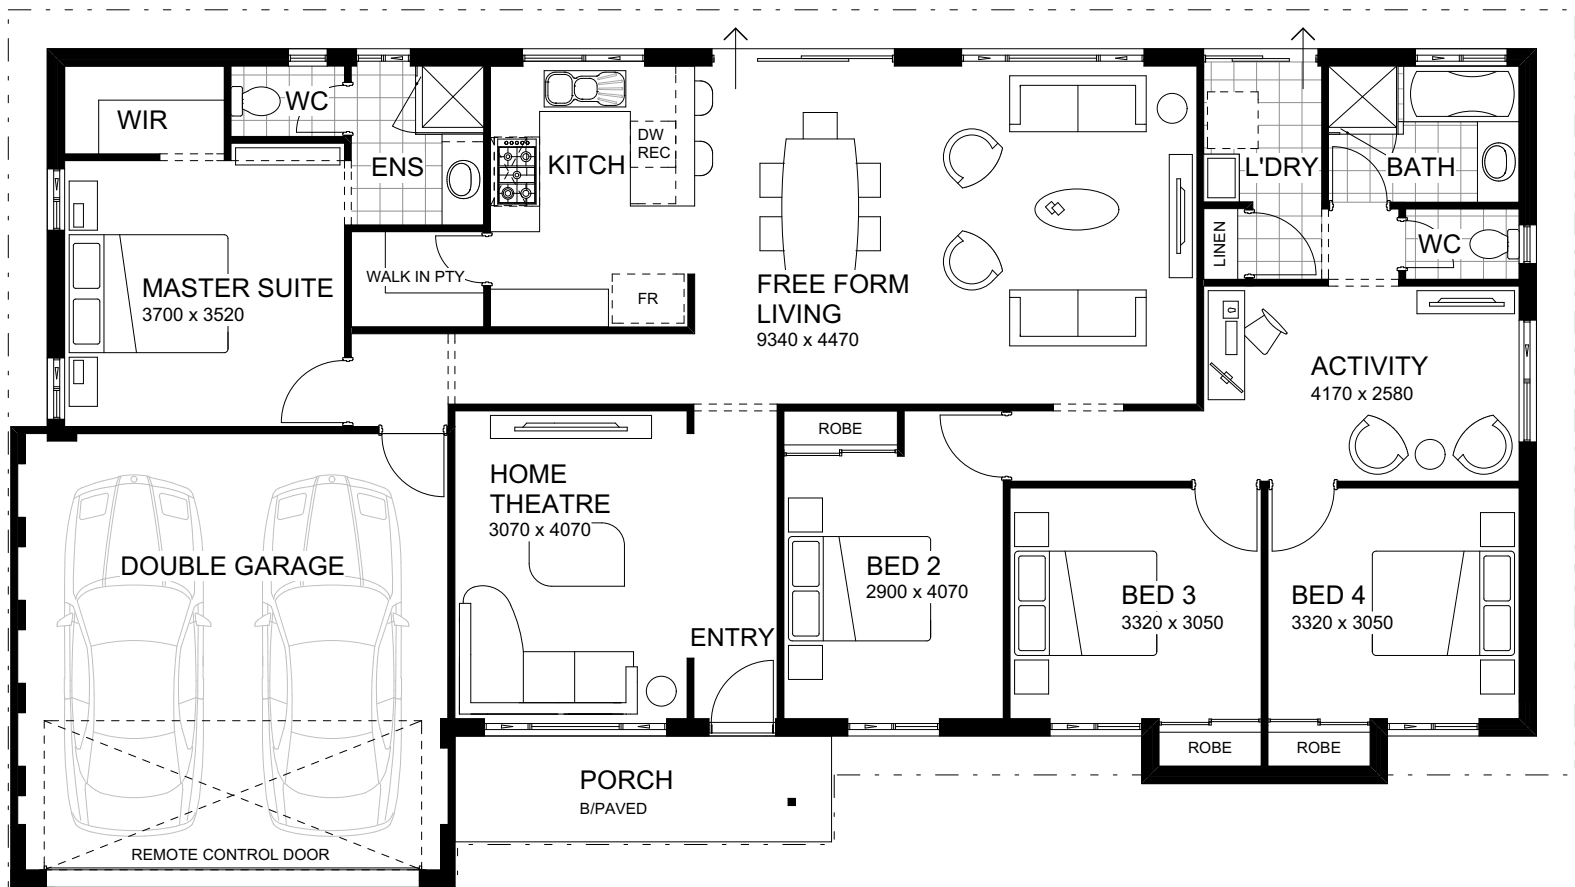 WIR
WC
ENS
KITCH
DW
REC
WALK IN PTY
FR
MASTER SUITE
3700 x 3520
FREE FORM
LIVING
9340 x 4470
L'DRY
BATH
LINEN
WC
ACTIVITY
4170 x 2580
ROBE
HOME
THEATRE
3070 x 4070
DOUBLE GARAGE
BED 2
2900 x 4070
BED 3
3320 x 3050
BED 4
3320 x 3050
ENTRY
ROBE
ROBE
PORCH
B/PAVED
REMOTE CONTROL DOOR